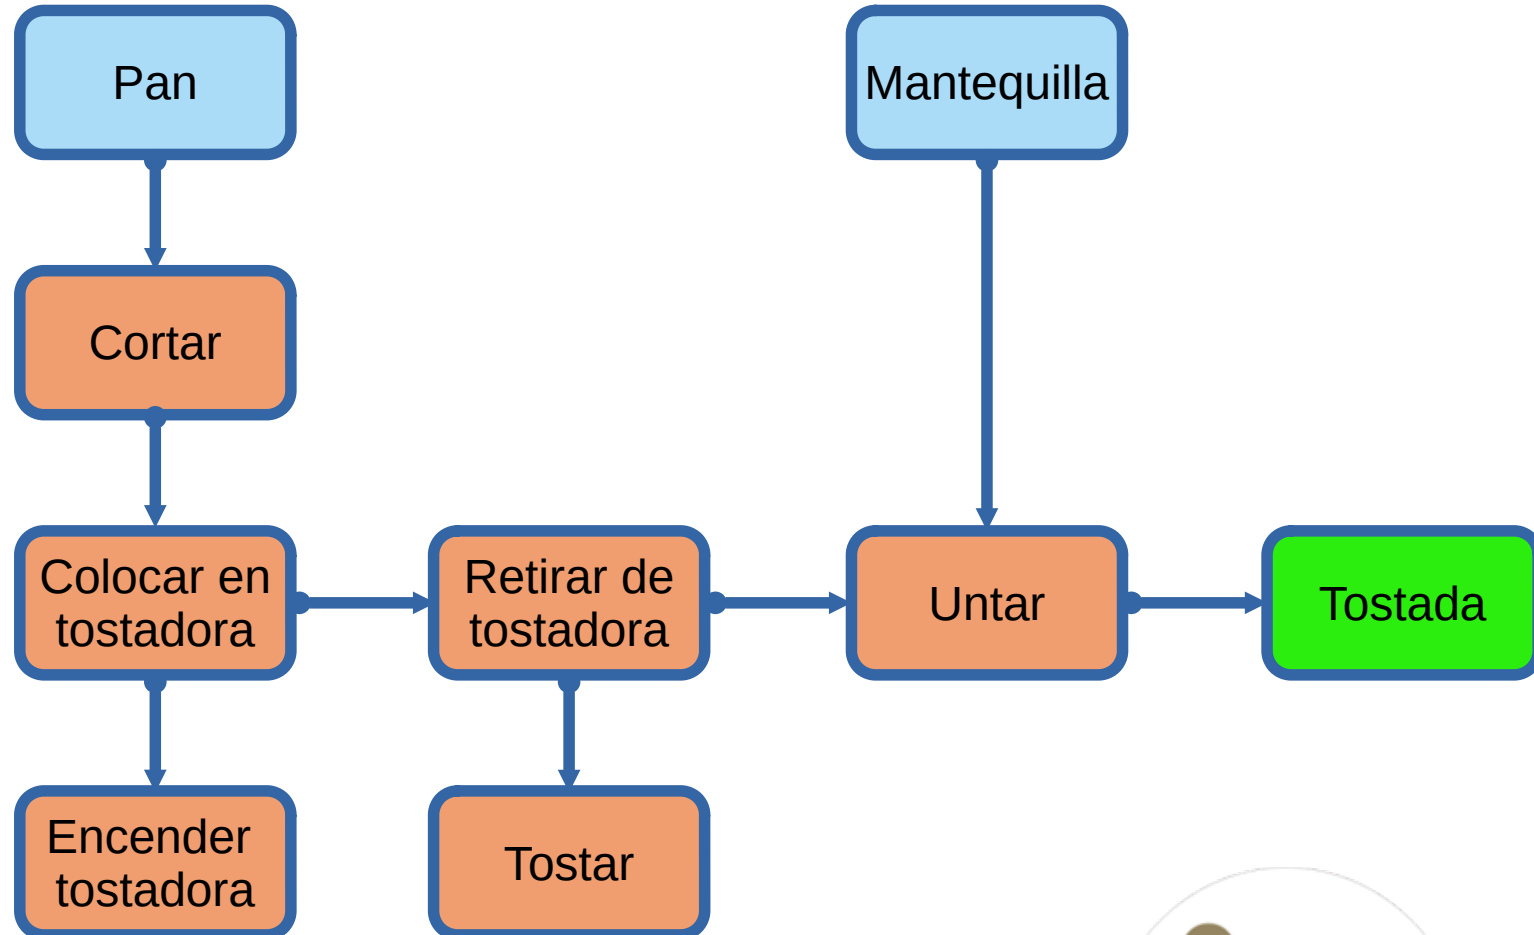 Pan
Mantequilla
Cortar
Colocar en
tostadora
Retirar de
tostadora
Untar
Tostada
Encender
tostadora
Tostar